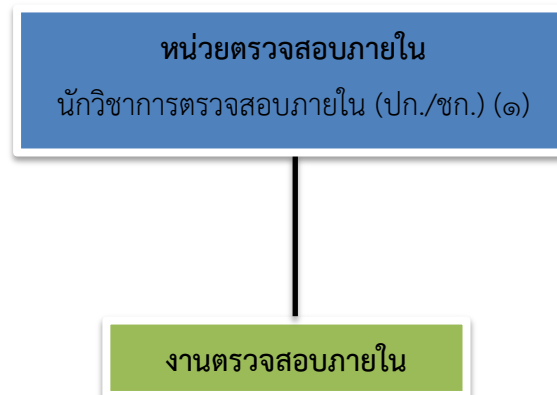 หน่วยตรวจสอบภายใน
นักวิชาการตรวจสอบภายใน (ปก./ชก.) (๑)
งานตรวจสอบภายใน